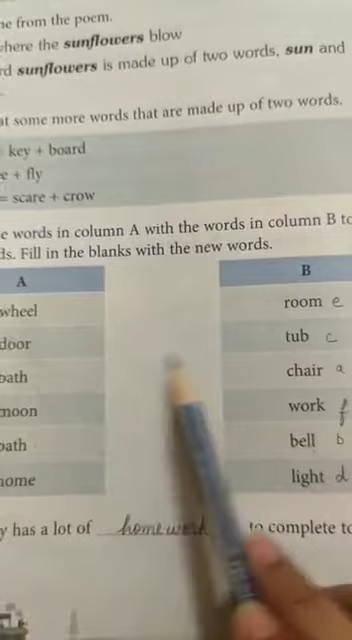 ne from the poem.
where the sunflowers blow
rd sunflowers is made up of two words, sun and
at some more words that are made up of two words.
key + board
e + fly
= scare + crow
e words in column A with the words in column B to
ds. Fill in the blanks with the new words.
A B
wheel room e
door tub c
bath chair a
moon work f
bath bell b
home light d
y has a lot of homework to complete to